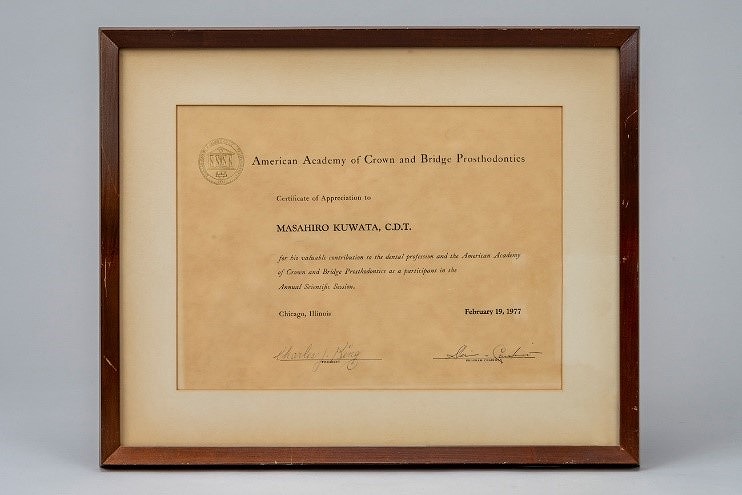 American Academy of Crown and Bridge Prosthodontics
Certificate of Appreciation to
MASAHIRO KUWATA, C.D.T.
for his valuable contribution to the dental profession and the American Academy
of Crown and Bridge Prosthodontics as a participant in the
Annual Scientific Session.
Chicago, Illinois
February 19, 1977
Charles J. King